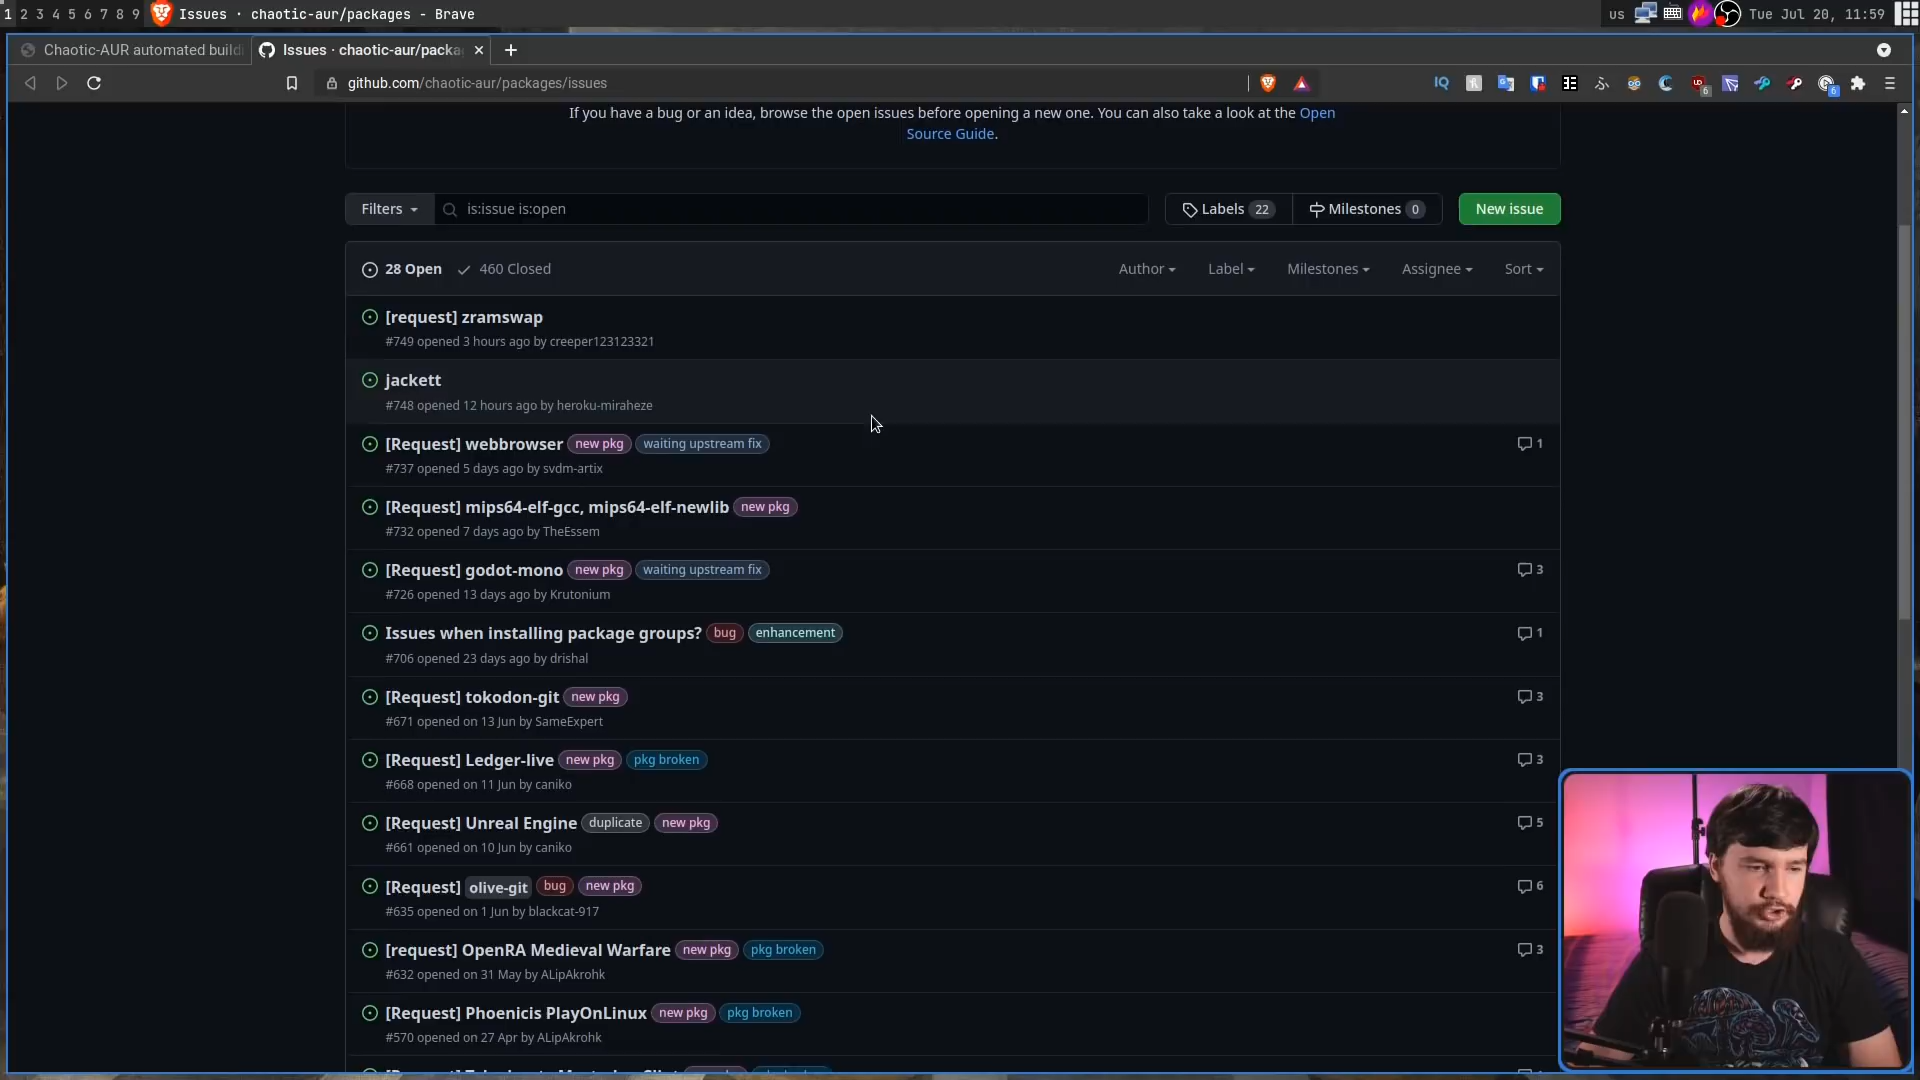 1 2 3 4 5 6 7 8 9 Issues · chaotic-aur/packages - Brave
us Tue Jul 20, 11:59
Chaotic-AUR automated build
Issues · chaotic-aur/packa
github.com/chaotic-aur/packages/issues
If you have a bug or an idea, browse the open issues before opening a new one. You can also take a look at the Open
Source Guide.
Filters is:issue is:open Labels 22 Milestones 0 New issue
28 Open 460 Closed Author Label Milestones Assignee Sort
[request] zramswap
#749 opened 3 hours ago by creeper123123321
jackett
#748 opened 12 hours ago by heroku-miraheze
[Request] webbrowser new pkg waiting upstream fix 1
#737 opened 5 days ago by svdm-artix
[Request] mips64-elf-gcc, mips64-elf-newlib new pkg
#732 opened 7 days ago by TheEssem
[Request] godot-mono new pkg waiting upstream fix 3
#726 opened 13 days ago by Krutonium
Issues when installing package groups? bug enhancement 1
#706 opened 23 days ago by drishal
[Request] tokodon-git new pkg 3
#671 opened on 13 Jun by SameExpert
[Request] Ledger-live new pkg pkg broken 3
#668 opened on 11 Jun by caniko
[Request] Unreal Engine duplicate new pkg 5
#661 opened on 10 Jun by caniko
[Request] olive-git bug new pkg 6
#635 opened on 1 Jun by blackcat-917
[request] OpenRA Medieval Warfare new pkg pkg broken 3
#632 opened on 31 May by ALipAkrohk
[Request] Phoenicis PlayOnLinux new pkg pkg broken
#570 opened on 27 Apr by ALipAkrohk